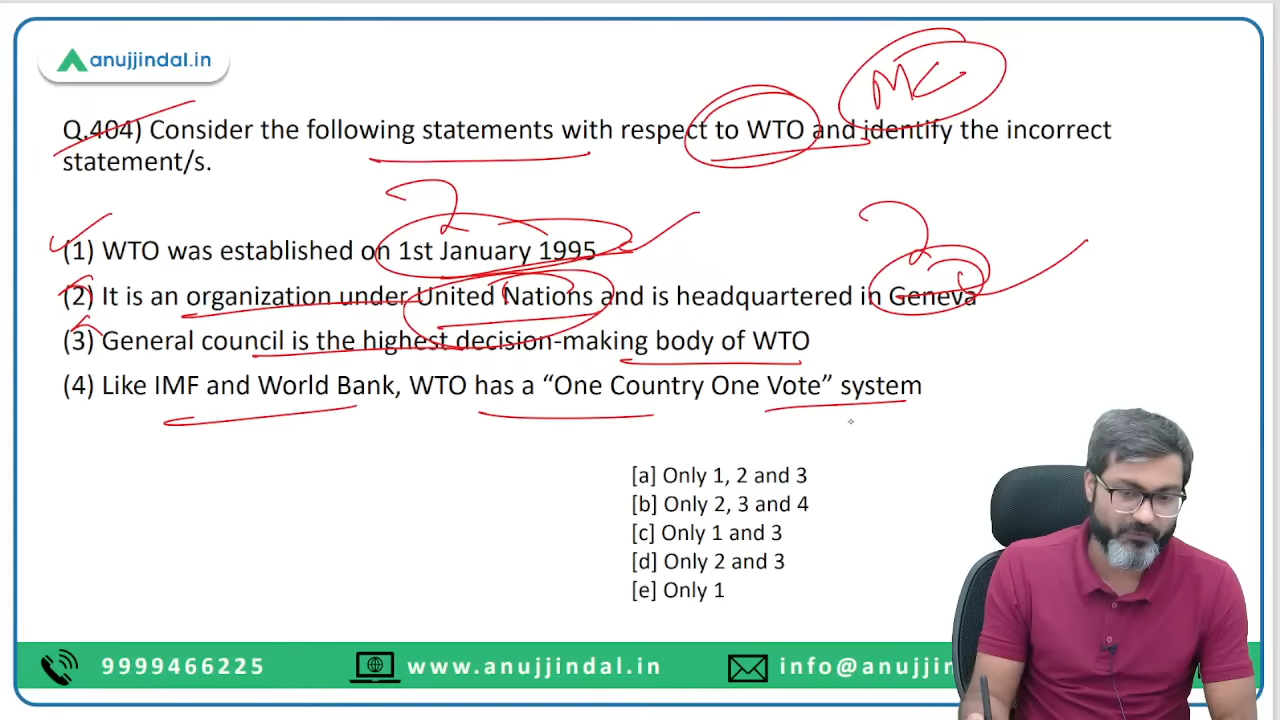 anujjindal.in
MC
Q.404) Consider the following statements with respect to WTO and identify the incorrect
statement/s.
2
2
(1) WTO was established on 1st January 1995
(2) It is an organization under United Nations and is headquartered in Geneva
(3) General council is the highest decision-making body of WTO
(4) Like IMF and World Bank, WTO has a “One Country One Vote” system
[a] Only 1, 2 and 3
[b] Only 2, 3 and 4
[c] Only 1 and 3
[d] Only 2 and 3
[e] Only 1
9999466225
www.anujjindal.in
info@anujjin